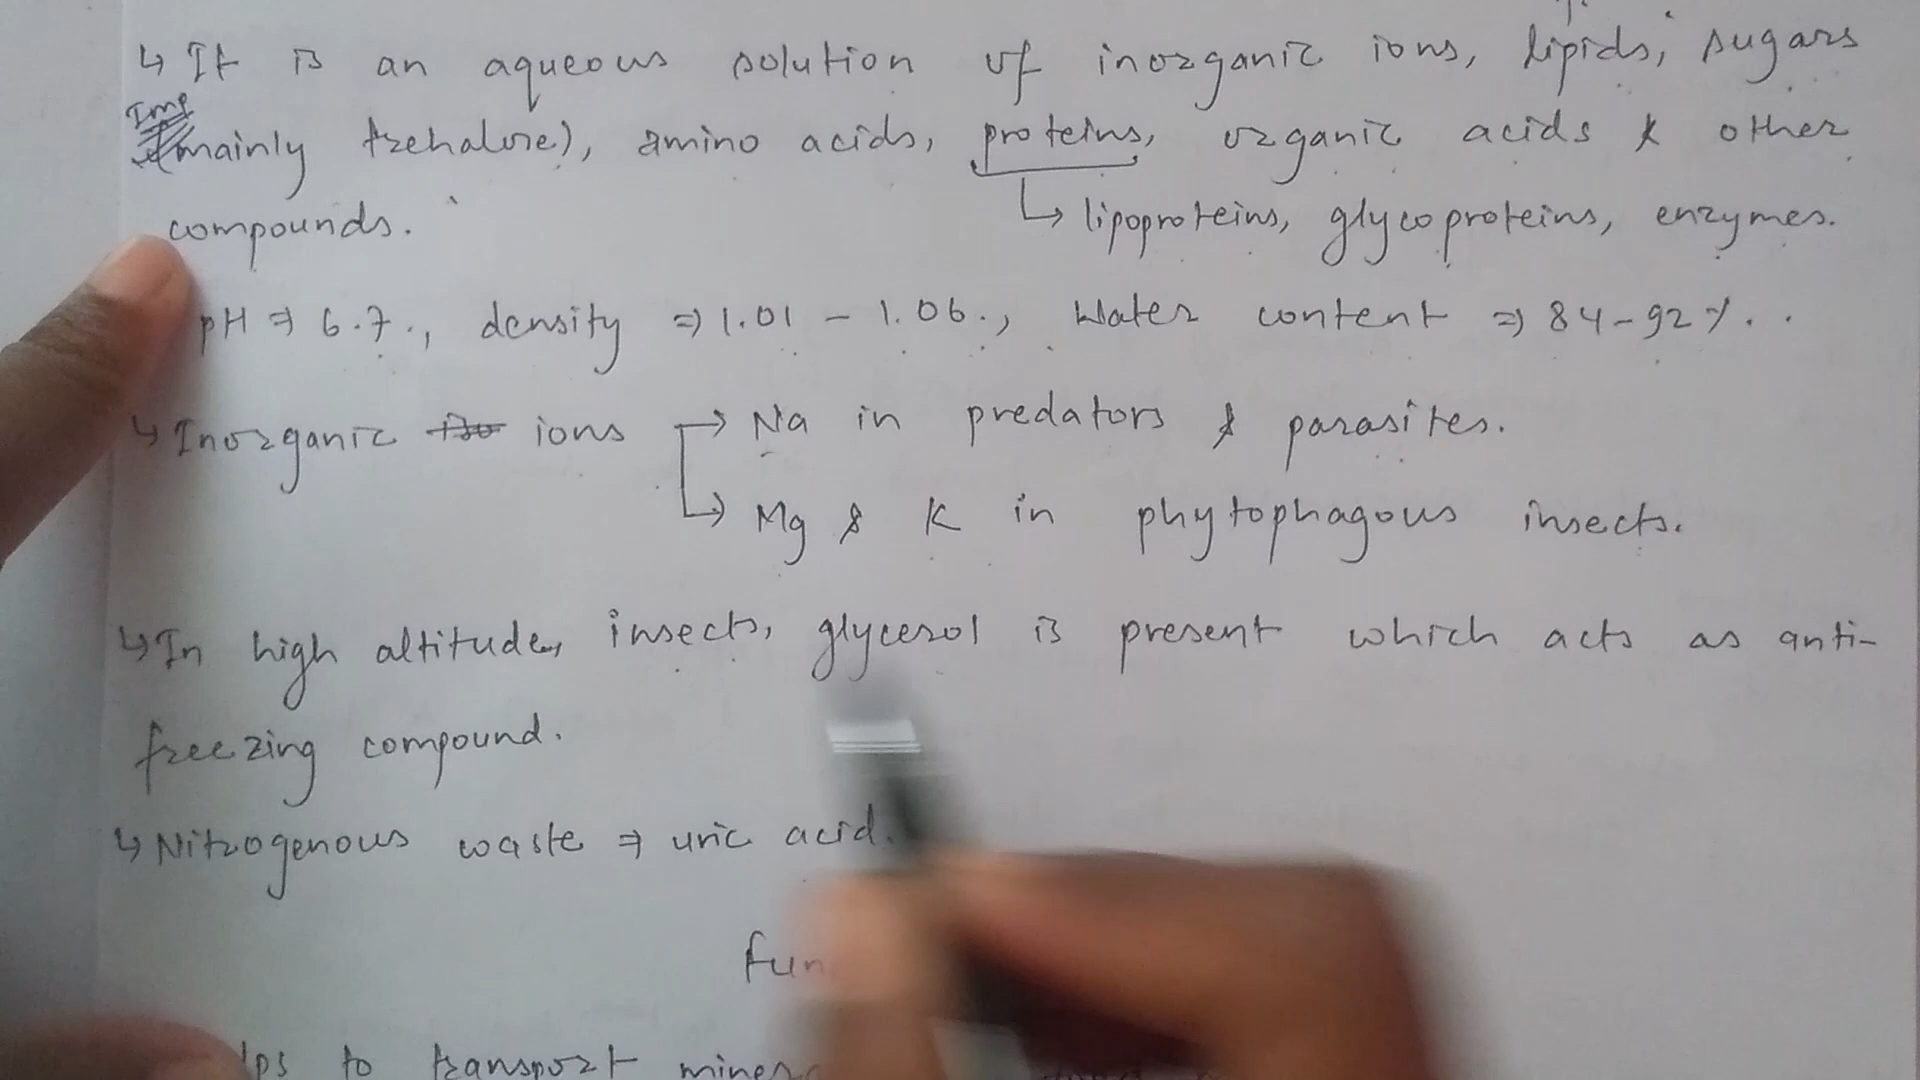 ↳ It is an aqueous solution of inorganic ions, lipids, sugars
Imp
(mainly trehalose), amino acids, proteins, organic acids & other
compounds.
↳ lipoproteins, glycoproteins, enzymes.
pH ⇒ 6.7., density ⇒ 1.01 - 1.06., Water content ⇒ 84-92%.
↳ Inorganic ions → Na in predators & parasites.
↳ Mg & K in phytophagous insects.
↳ In high altitudes insects, glycerol is present which acts as anti-
freezing compound.
↳ Nitrogenous waste ⇒ uric acid.
to transport